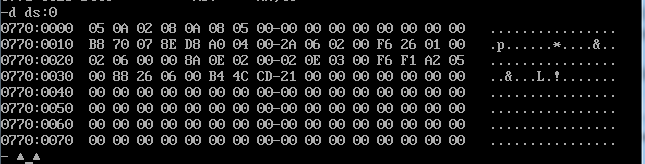 -d ds:0
0770:0000  05 0A 02 08 0A 08 05 00-00 00 00 00 00 00 00 00   ................
0770:0010  B8 70 07 8E D8 A0 04 00-2A 06 02 00 F6 26 01 00   .p......*....&..
0770:0020  02 06 00 00 8A 0E 02 00-02 0E 03 00 F6 F1 A2 05   ................
0770:0030  00 88 26 06 00 B4 4C CD-21 00 00 00 00 00 00 00   ..&...L.!.......
0770:0040  00 00 00 00 00 00 00 00-00 00 00 00 00 00 00 00   ................
0770:0050  00 00 00 00 00 00 00 00-00 00 00 00 00 00 00 00   ................
0770:0060  00 00 00 00 00 00 00 00-00 00 00 00 00 00 00 00   ................
0770:0070  00 00 00 00 00 00 00 00-00 00 00 00 00 00 00 00   ................
- ▲_▲